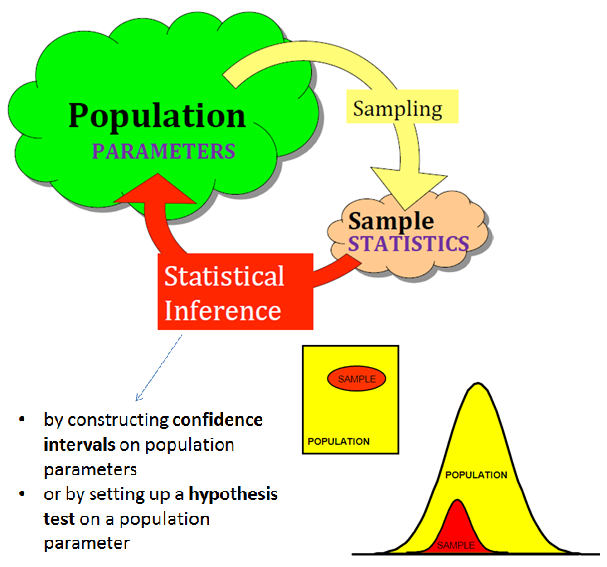 Population
PARAMETERS
Sampling
Sample
STATISTICS
Statistical
Inference
SAMPLE
POPULATION
• by constructing confidence
intervals on population
parameters
• or by setting up a hypothesis
test on a population
parameter
POPULATION
SAMPLE